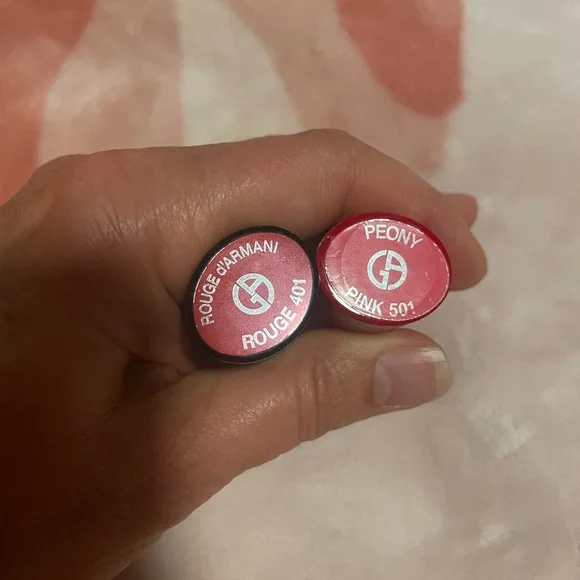 ROUGE d'ARMANI
GA
ROUGE 401
PEONY
GA
PINK 501